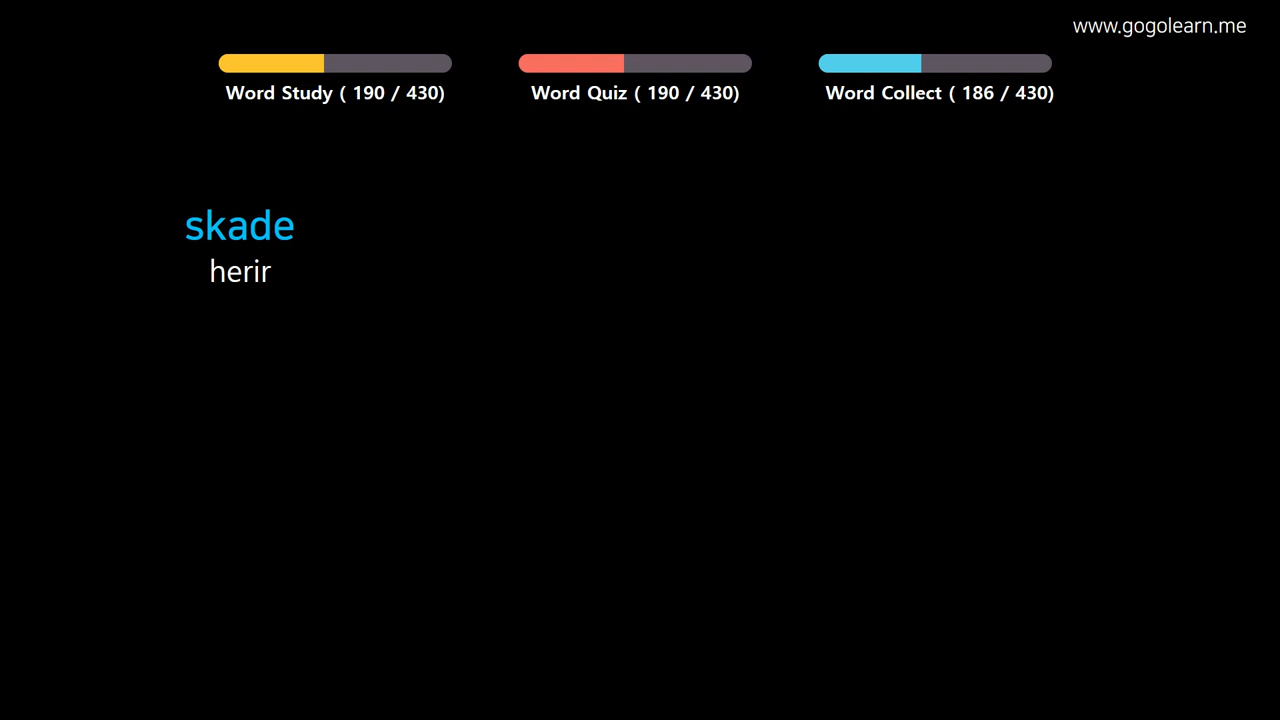 www.gogolearn.me
Word Study ( 190 / 430)
Word Quiz ( 190 / 430)
Word Collect ( 186 / 430)
skade
herir